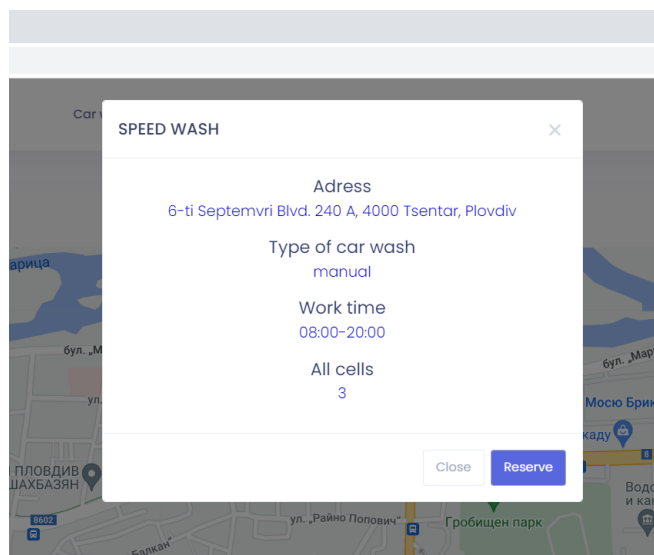 Car
SPEED WASH
Adress
6-ti Septemvri Blvd. 240 A, 4000 Tsentar, Plovdiv
Type of car wash
manual
Work time
08:00-20:00
All cells
3
Close
Reserve
арица
бул. „М
бул. „Мар
ул.
Мосю Брик
каду
8
ПЛОВДИВ
ШАХБАЗЯН
Водо
и кан
8602
ул. „Райно Попович“
Гробищен парк
Балкан“